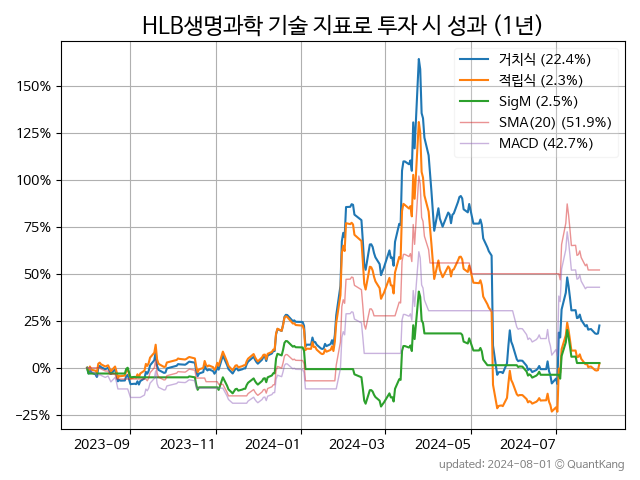 HLB생명과학 기술 지표로 투자 시 성과 (1년)
거치식 (22.4%)
적립식 (2.3%)
SigM (2.5%)
SMA(20) (51.9%)
MACD (42.7%)
150%
125%
100%
75%
50%
25%
0%
−25%
2023−09 2023−11 2024−01 2024−03 2024−05 2024−07
updated: 2024-08-01 © QuantKang